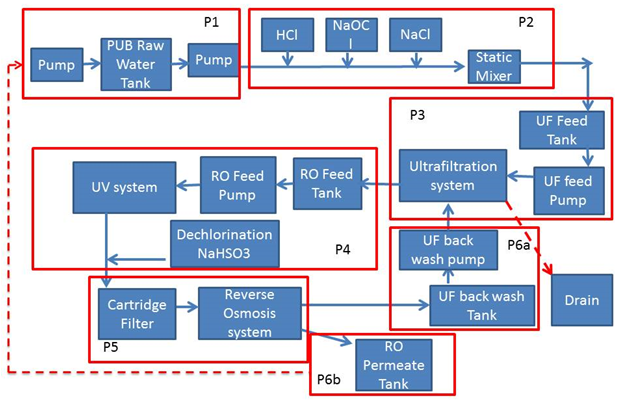 P1
Pump
PUB Raw
Water
Tank
Pump
P2
HCl
NaOC
l
NaCl
Static
Mixer
P3
UF Feed
Tank
Ultrafiltration
system
UF feed
Pump
UV system
RO Feed
Pump
RO Feed
Tank
Dechlorination
NaHSO3
P4
UF back
wash pump
P6a
UF back wash
Tank
Drain
Cartridge
Filter
Reverse
Osmosis
system
P5
P6b
RO
Permeate
Tank